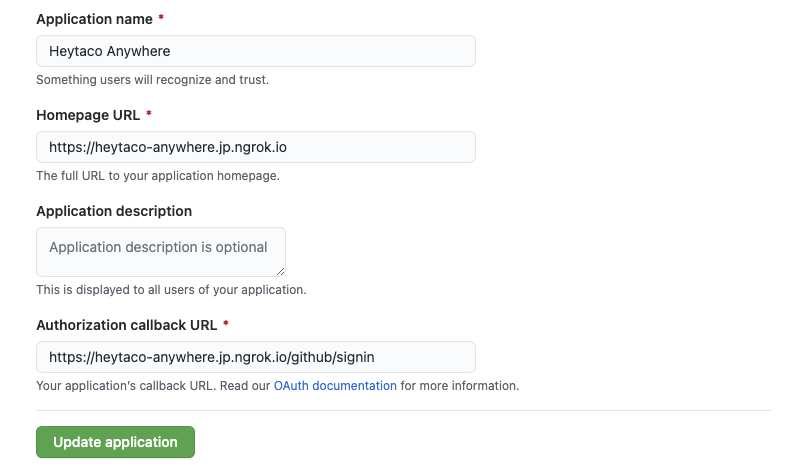 Application name *
Heytaco Anywhere
Something users will recognize and trust.
Homepage URL *
https://heytaco-anywhere.jp.ngrok.io
The full URL to your application homepage.
Application description
Application description is optional
This is displayed to all users of your application.
Authorization callback URL *
https://heytaco-anywhere.jp.ngrok.io/github/signin
Your application's callback URL. Read our OAuth documentation for more information.
Update application